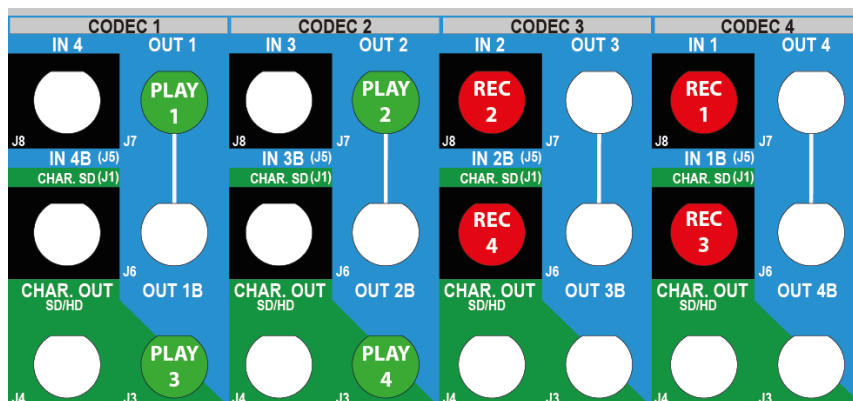 CODEC 1 CODEC 2 CODEC 3 CODEC 4
IN 4 OUT 1 IN 3 OUT 2 IN 2 OUT 3 IN 1 OUT 4
PLAY 1 PLAY 2 REC 2 REC 1
J8 J7 J8 J7 J8 J7 J8 J7
IN 4B (J5) IN 3B (J5) IN 2B (J5) IN 1B (J5)
CHAR. SD (J1) CHAR. SD (J1) CHAR. SD (J1) CHAR. SD (J1)
REC 4 REC 3
J6 J6 J6 J6
CHAR. OUT OUT 1B CHAR. OUT OUT 2B CHAR. OUT OUT 3B CHAR. OUT OUT 4B
SD/HD SD/HD SD/HD SD/HD
PLAY 3 PLAY 4
J4 J3 J4 J3 J4 J3 J4 J3